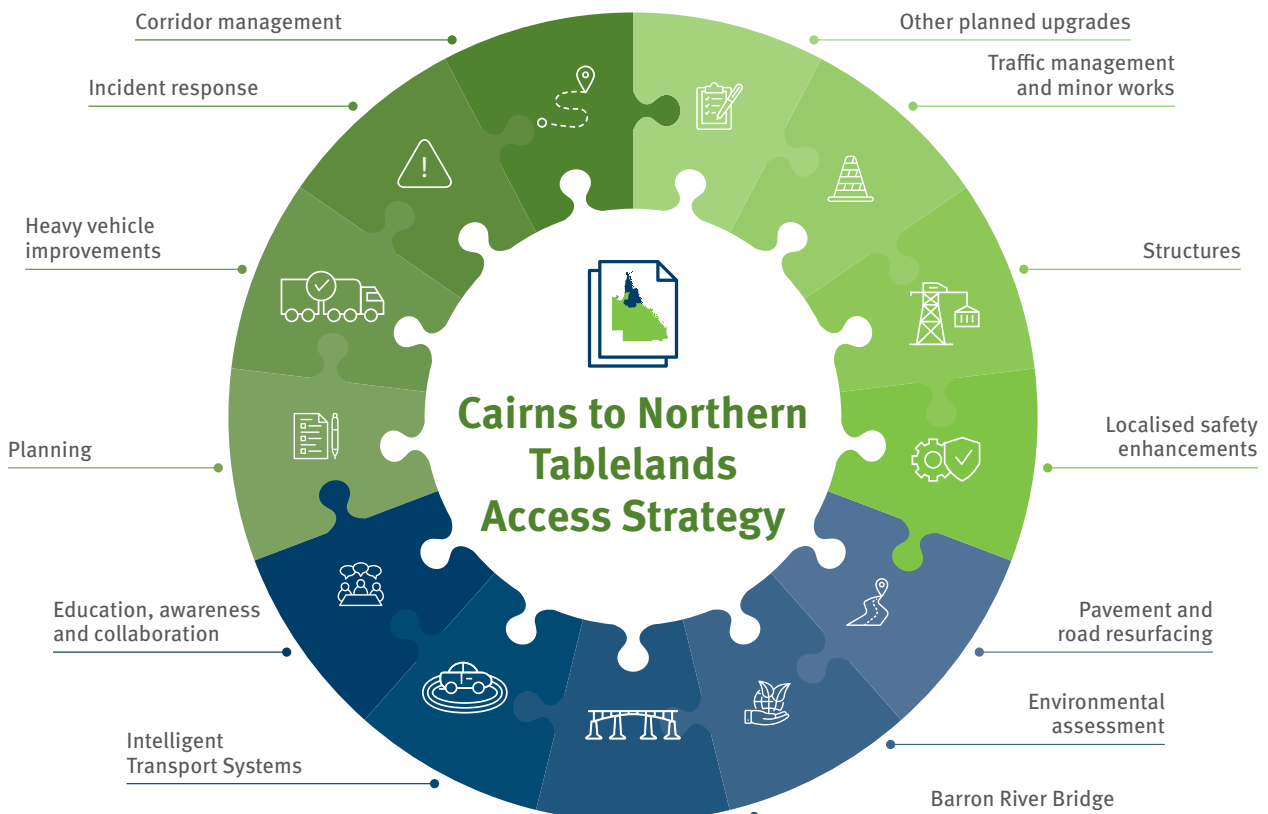 Corridor management
Other planned upgrades
Traffic management
and minor works
Incident response
Heavy vehicle
improvements
Structures
!
Cairns to Northern
Tablelands
Access Strategy
Planning
Localised safety
enhancements
Education, awareness
and collaboration
Pavement and
road resurfacing
Environmental
assessment
Intelligent
Transport Systems
Barron River Bridge